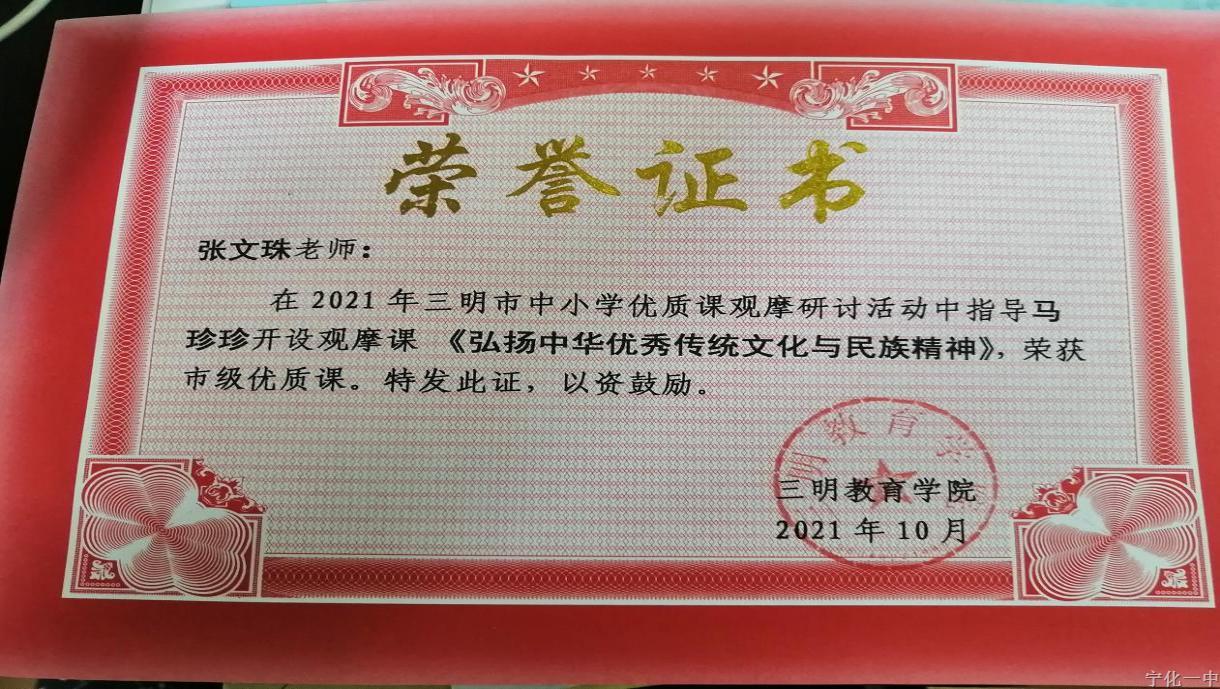 荣誉证书
张文珠老师：
在2021年三明市中小学优质课观摩研讨活动中指导马
珍珍开设观摩课《弘扬中华优秀传统文化与民族精神》，荣获
市级优质课。特发此证，以资鼓励。
明教育学
三明教育学院
2021年10月
宁化一中